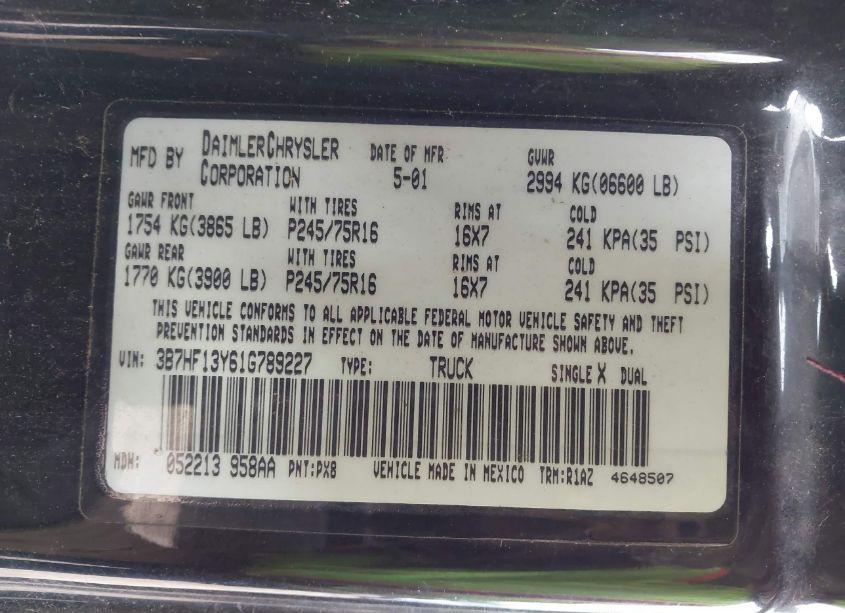 MFD BY DAIMLERCHRYSLER CORPORATION DATE OF MFR 5-01 GVWR 2994 KG(06600 LB)
GAWR FRONT WITH TIRES RIMS AT COLD
1754 KG(3865 LB) P245/75R16 16X7 241 KPA(35 PSI)
GAWR REAR WITH TIRES RIMS AT COLD
1770 KG(3900 LB) P245/75R16 16X7 241 KPA(35 PSI)
THIS VEHICLE CONFORMS TO ALL APPLICABLE FEDERAL MOTOR VEHICLE SAFETY AND THEFT
PREVENTION STANDARDS IN EFFECT ON THE DATE OF MANUFACTURE SHOWN ABOVE.
VIN: 3B7HF13Y61G789227 TYPE: TRUCK SINGLE X DUAL
MDH: 052213 958AA PNT:PX8 VEHICLE MADE IN MEXICO TRM:R1AZ 4648507